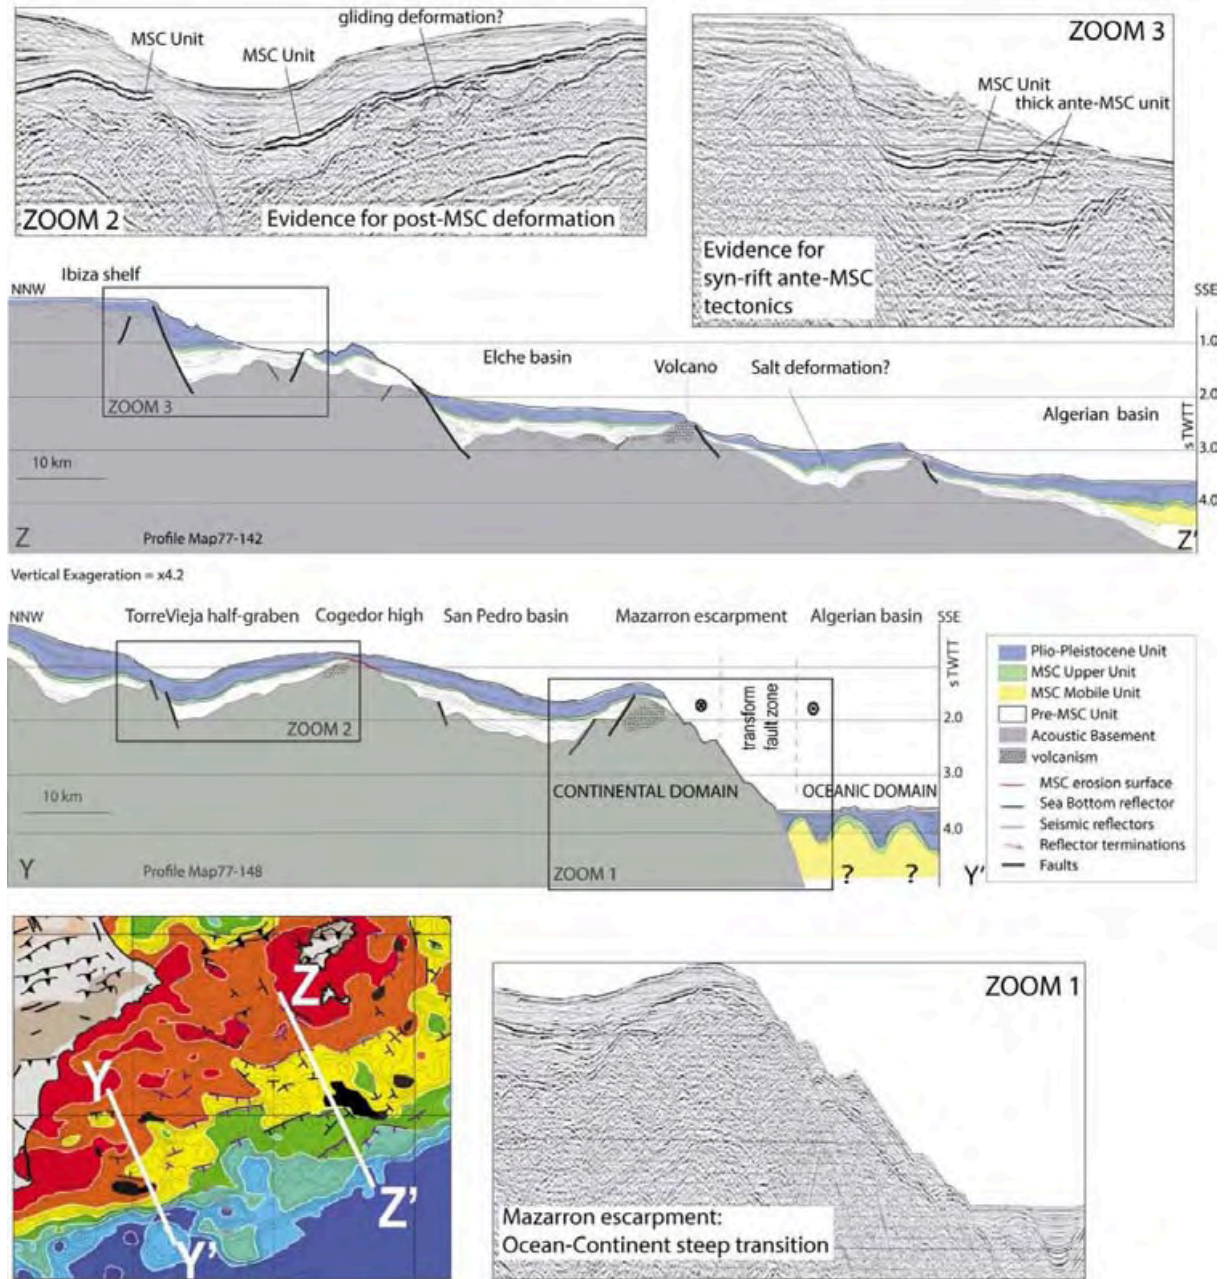 gliding deformation?
MSC Unit
MSC Unit
ZOOM 2
Evidence for post-MSC deformation
ZOOM 3
MSC Unit
thick ante-MSC unit
Evidence for
syn-rift ante-MSC
tectonics
Ibiza shelf
NNW
SSE
Elche basin
Volcano
Salt deformation?
Algerian basin
ZOOM 3
10 km
1.0
2.0
s TWTT
3.0
4.0
Z
Profile Map77-142
Z'
Vertical Exageration = x4.2
NNW
TorreVieja half-graben
Cogedor high
San Pedro basin
Mazarron escarpment
Algerian basin
SSE
s TWTT
ZOOM 2
transform
fault zone
2.0
3.0
10 km
CONTINENTAL DOMAIN
OCEANIC DOMAIN
4.0
Y
Profile Map77-148
ZOOM 1
?
?
Y'
Plio-Pleistocene Unit
MSC Upper Unit
MSC Mobile Unit
Pre-MSC Unit
Acoustic Basement
volcanism
MSC erosion surface
Sea Bottom reflector
Seismic reflectors
Reflector terminations
Faults
Z
Y
Z'
Y'
ZOOM 1
Mazarron escarpment:
Ocean-Continent steep transition